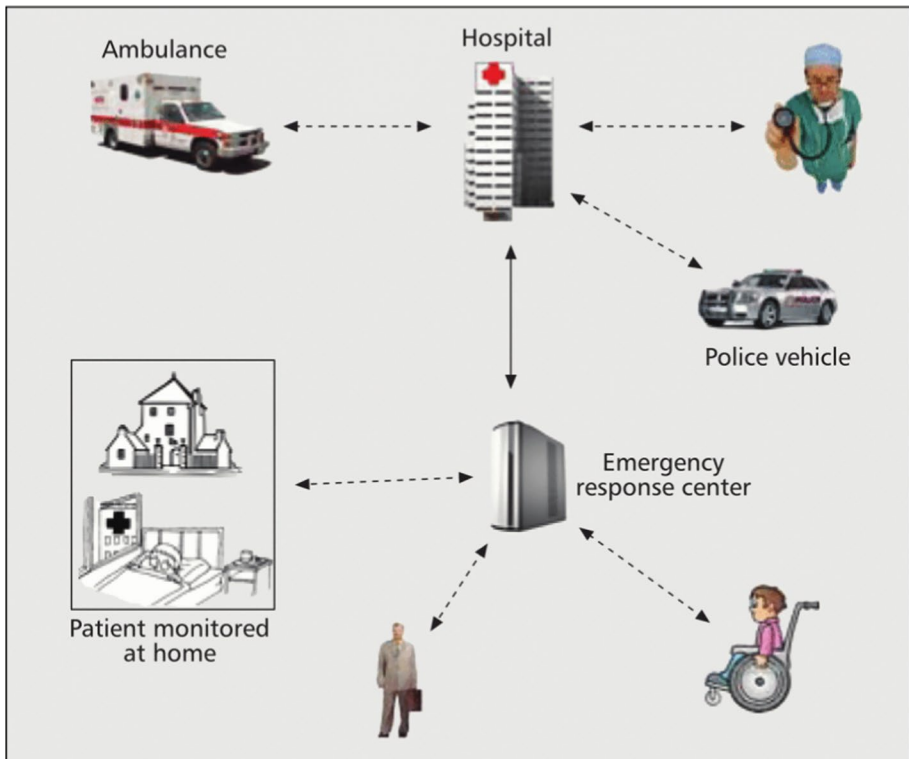 Ambulance
Hospital
Police vehicle
Emergency
response center
Patient monitored
at home